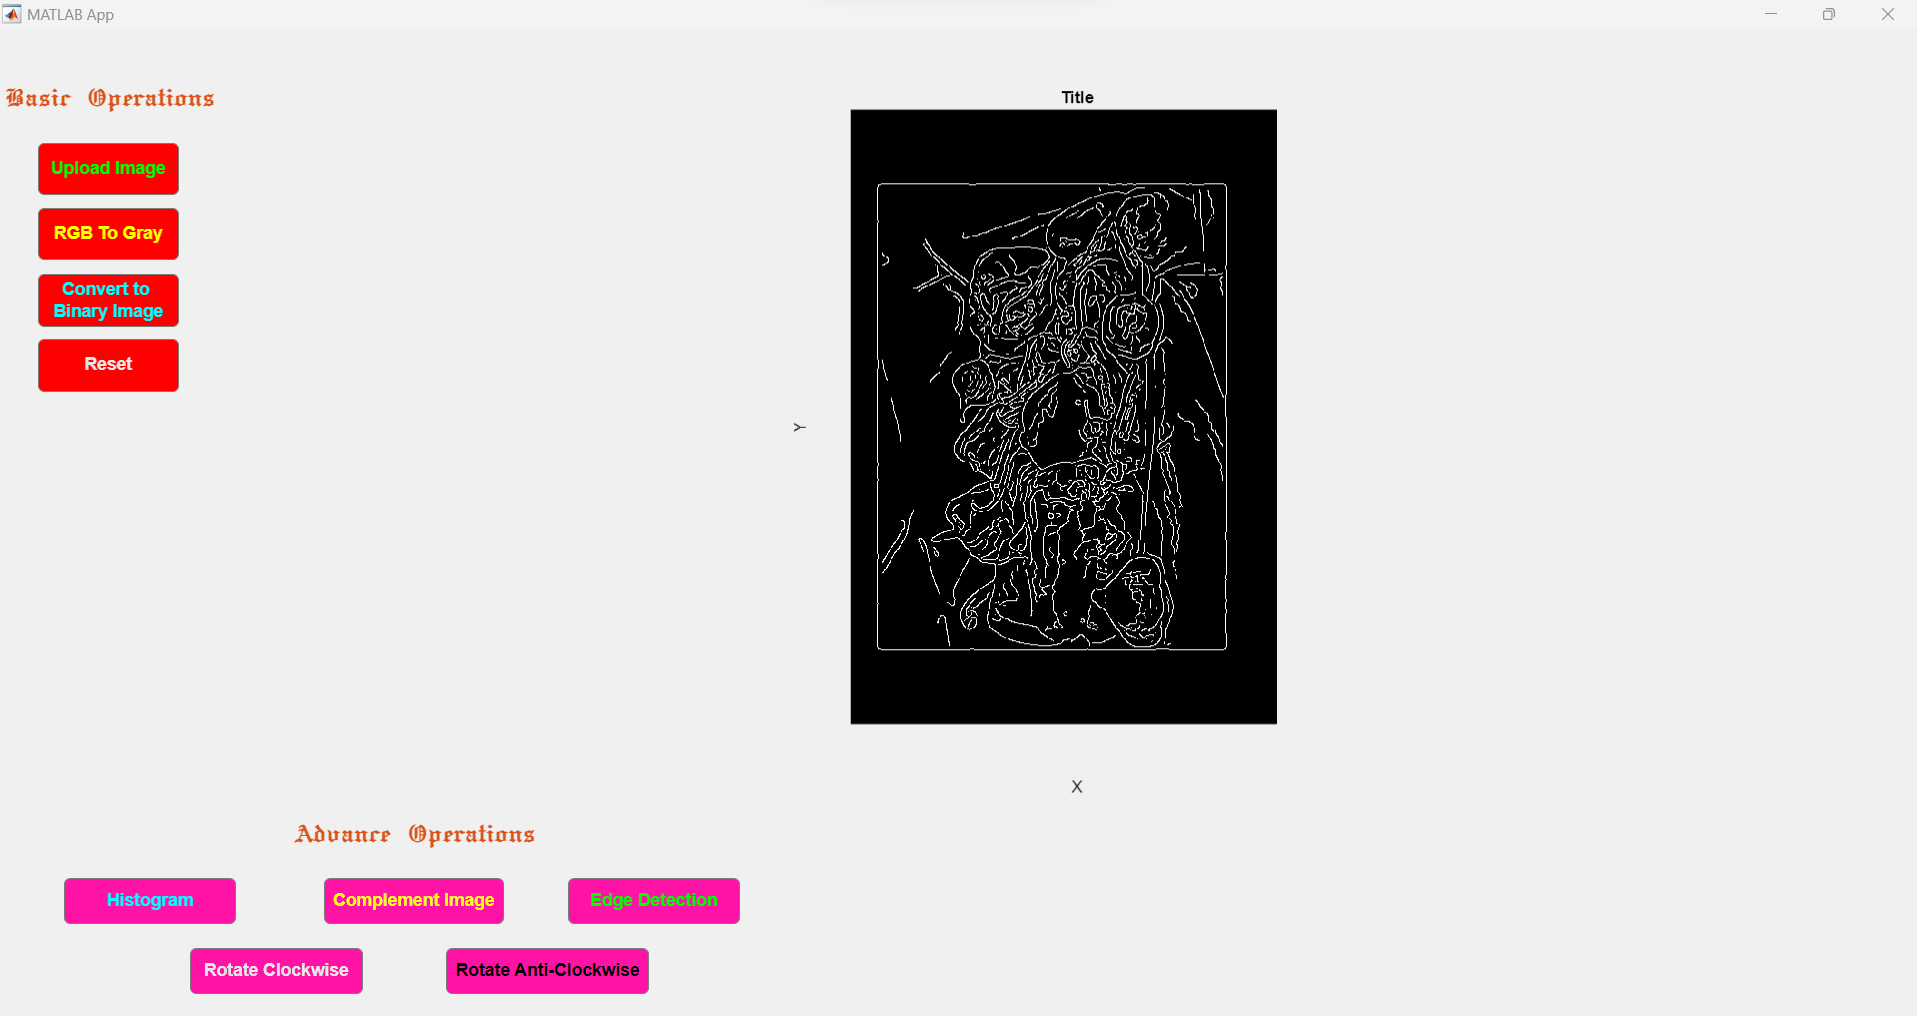 MATLAB App
Basic Operations
Upload Image
RGB To Gray
Convert to
Binary Image
Reset
Title
Y
X
Advance Operations
Histogram
Complement Image
Edge Detection
Rotate Clockwise
Rotate Anti-Clockwise